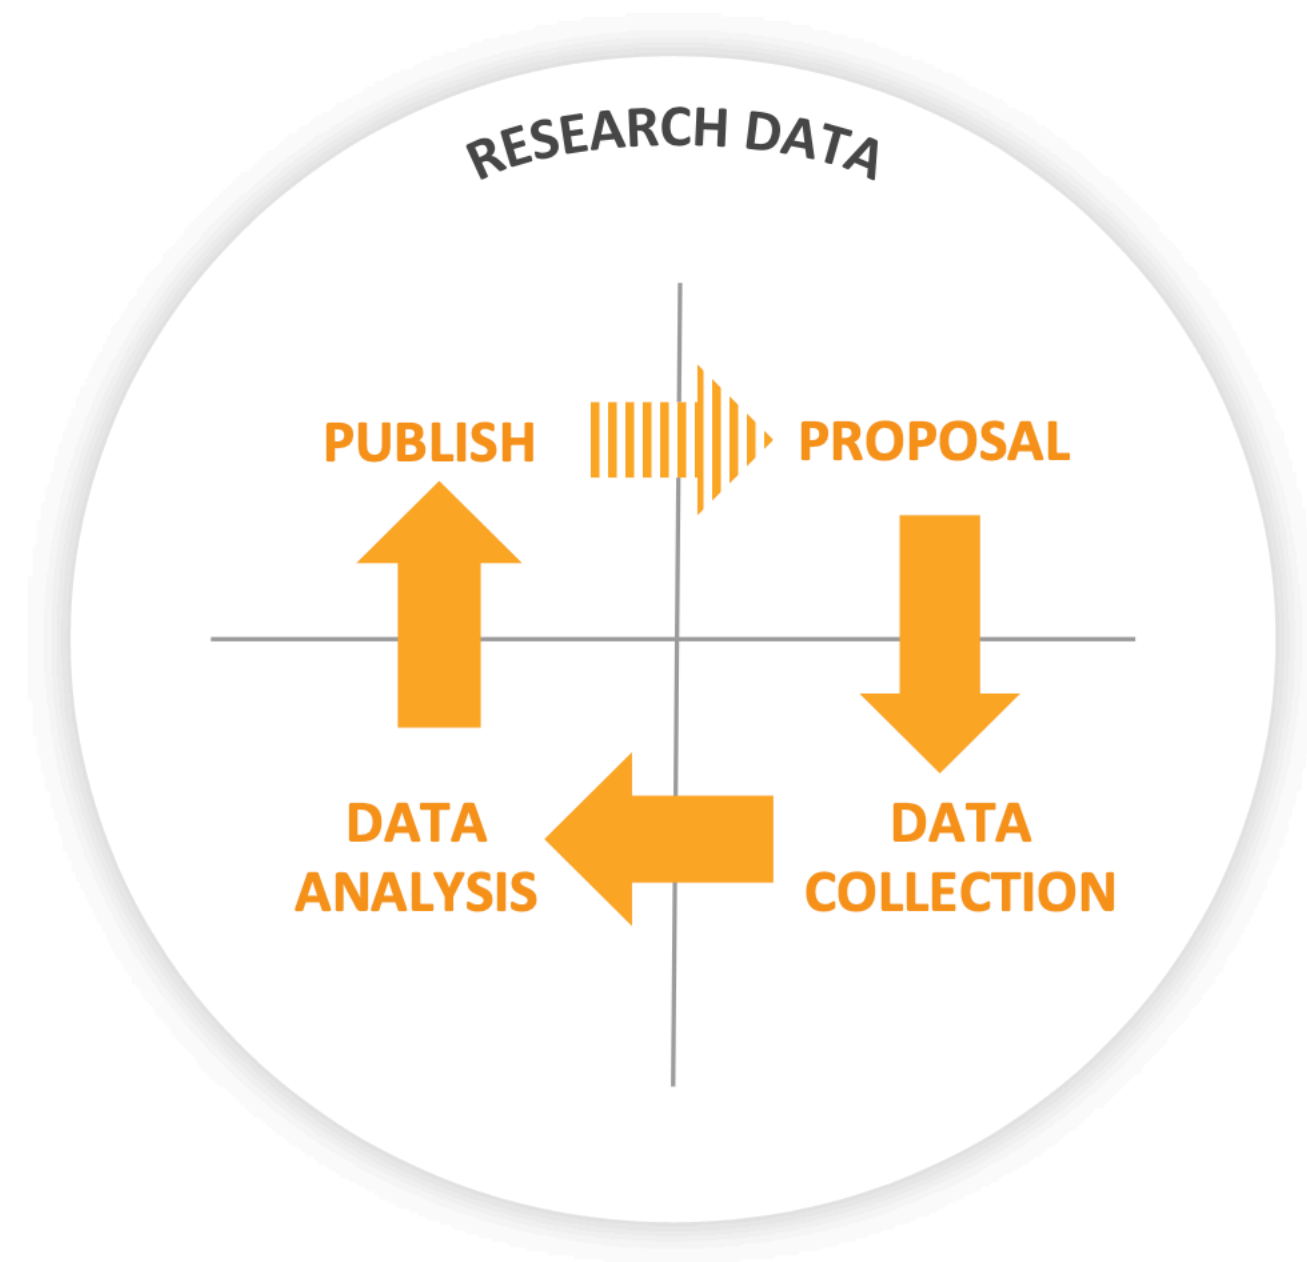 RESEARCH DATA
PUBLISH
PROPOSAL
DATA
ANALYSIS
DATA
COLLECTION